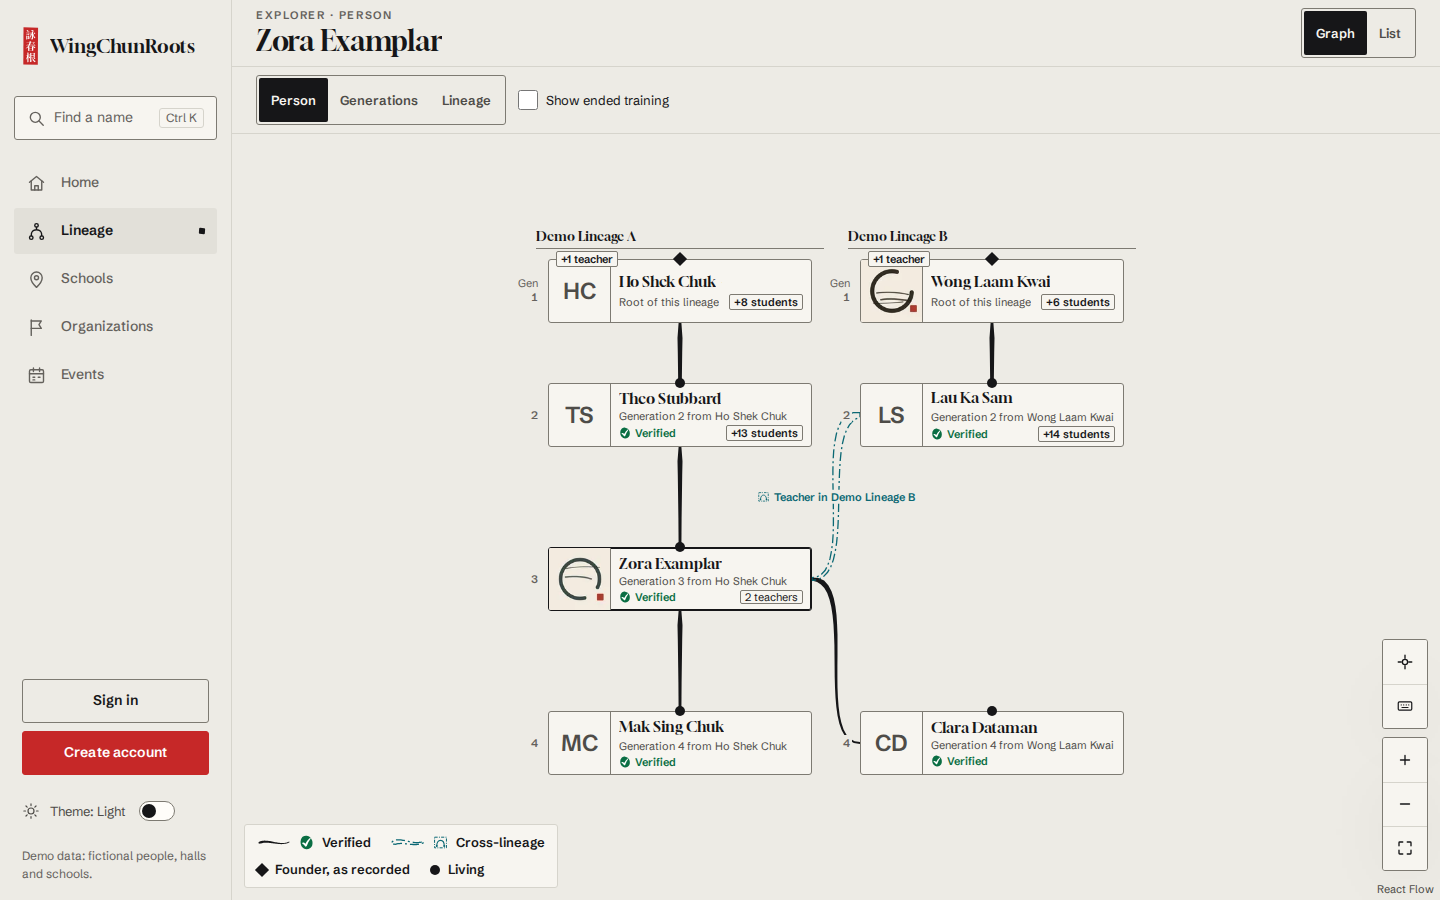 詠春根
WingChunRoots
Find a name
Ctrl K
Home
Lineage
Schools
Organizations
Events
Sign in
Create account
Theme: Light
Demo data: fictional people, halls
and schools.
EXPLORER · PERSON
Zora Examplar
Graph
List
Person
Generations
Lineage
Show ended training
Demo Lineage A
Demo Lineage B
+1 teacher
Gen
1
HC
Ho Shek Chuk
Root of this lineage
+8 students
+1 teacher
Gen
1
Wong Laam Kwai
Root of this lineage
+6 students
2
TS
Theo Stubbard
Generation 2 from Ho Shek Chuk
Verified
+13 students
2
LS
Lau Ka Sam
Generation 2 from Wong Laam Kwai
Verified
+14 students
Teacher in Demo Lineage B
3
Zora Examplar
Generation 3 from Ho Shek Chuk
Verified
2 teachers
4
MC
Mak Sing Chuk
Generation 4 from Ho Shek Chuk
Verified
4
CD
Clara Dataman
Generation 4 from Wong Laam Kwai
Verified
Verified
Cross-lineage
Founder, as recorded
Living
React Flow